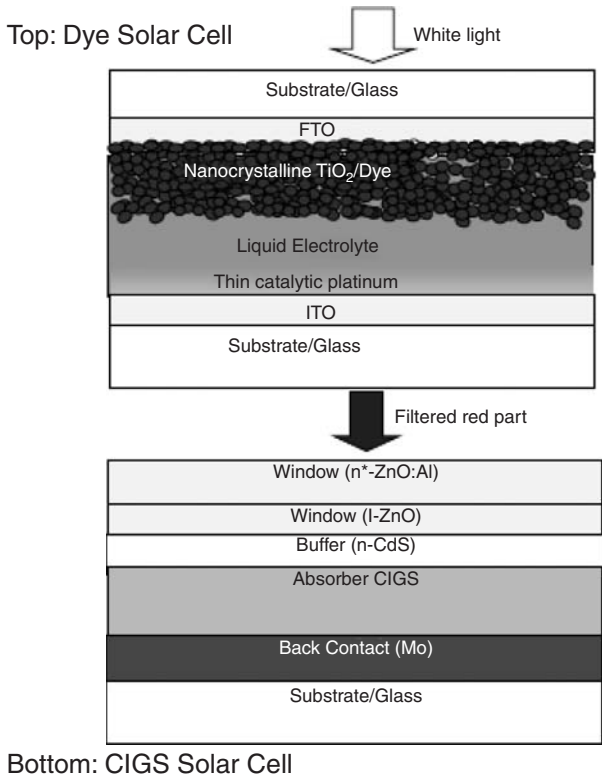 Top: Dye Solar Cell
White light
Substrate/Glass
FTO
Nanocrystalline TiO₂/Dye
Liquid Electrolyte
Thin catalytic platinum
ITO
Substrate/Glass
Filtered red part
Window (n*-ZnO:Al)
Window (I-ZnO)
Buffer (n-CdS)
Absorber CIGS
Back Contact (Mo)
Substrate/Glass
Bottom: CIGS Solar Cell